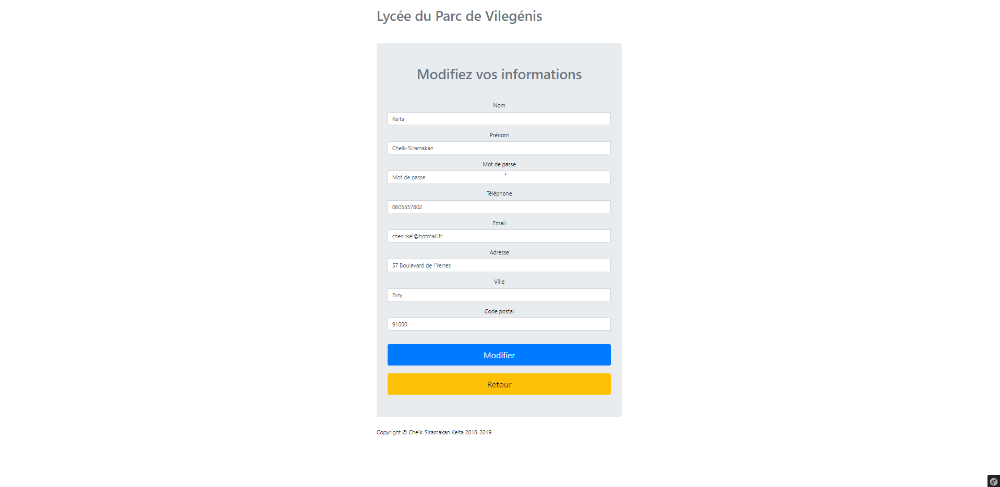 Lycée du Parc de Vilegénis
Modifiez vos informations
Nom
Keita
Prénom
Cheik-Siramakan
Mot de passe
Mot de passe
Téléphone
0605557802
Email
chesirkei@hotmail.fr
Adresse
57 Boulevard de l'Yerres
Ville
Evry
Code postal
91000
Modifier
Retour
Copyright © Cheik-Siramakan Keita 2018-2019
sf